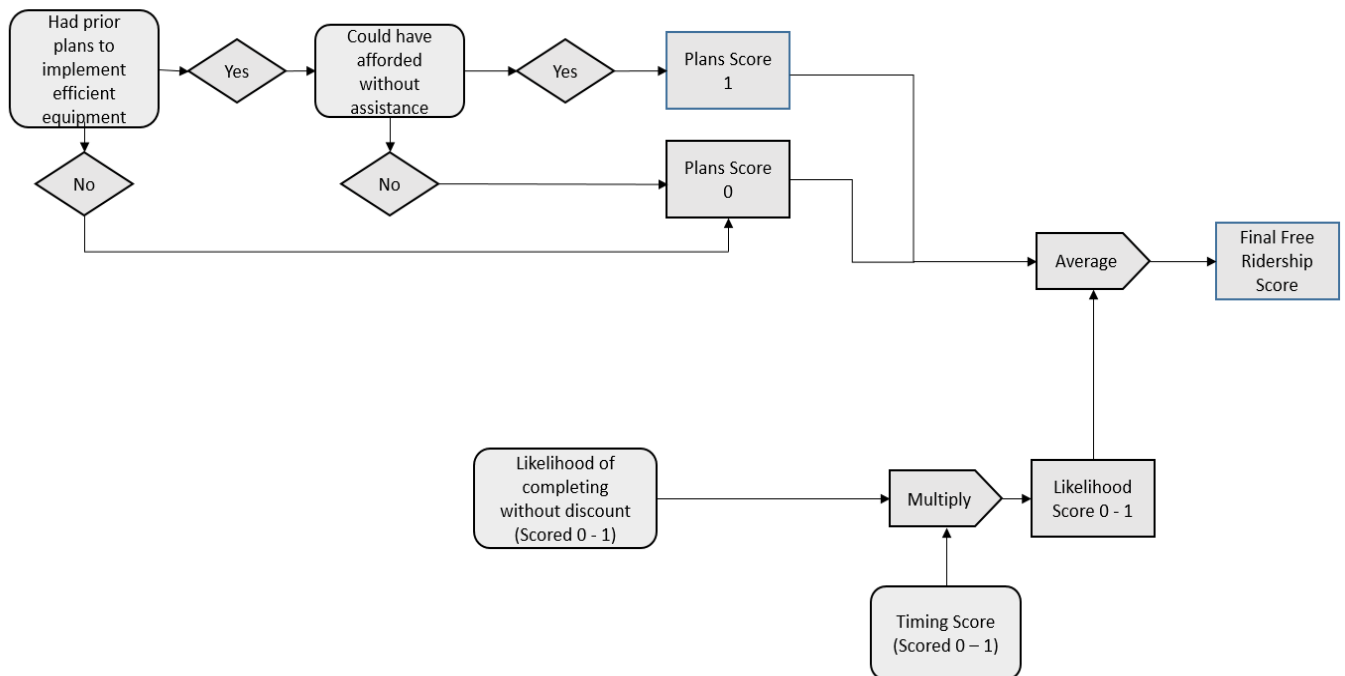 Had prior
plans to
implement
efficient
equipment
Yes
Could have
afforded
without
assistance
Yes
Plans Score
1
No
No
Plans Score
0
Average
Final Free
Ridership
Score
Likelihood of
completing
without discount
(Scored 0 - 1)
Multiply
Likelihood
Score 0 - 1
Timing Score
(Scored 0 – 1)